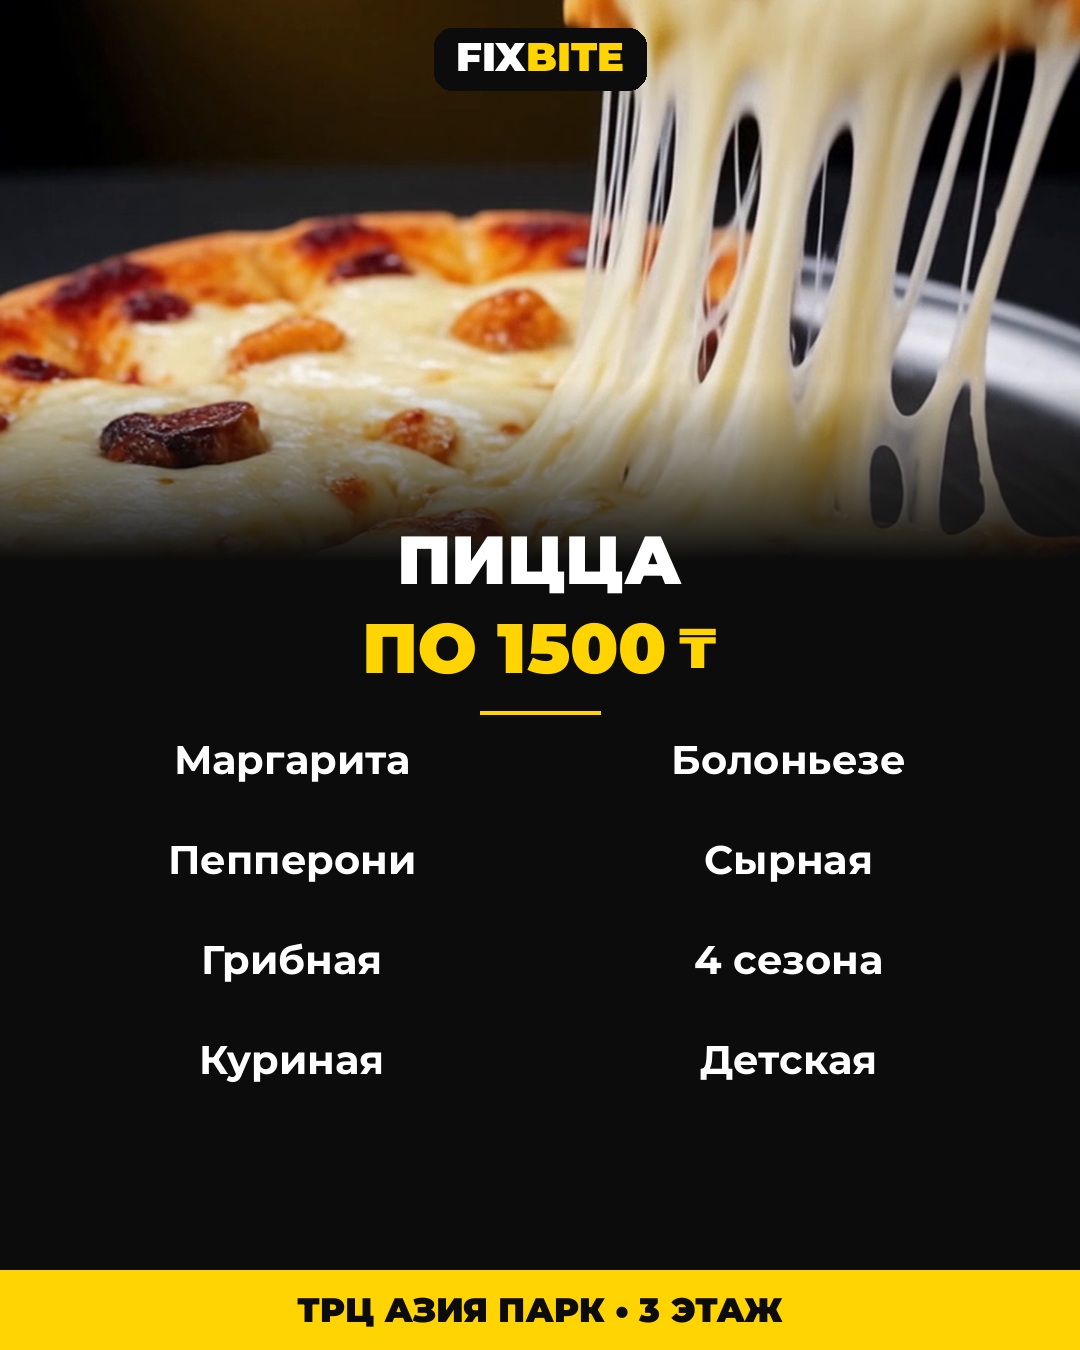 FIXBITE
ПИЦЦА
ПО 1500 ₸
Маргарита
Болоньезе
Пепперони
Сырная
Грибная
4 сезона
Куриная
Детская
ТРЦ АЗИЯ ПАРК • 3 ЭТАЖ